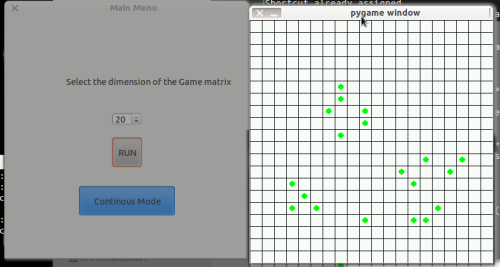 Shortcut already assigned
Main Menu
pygame window
Select the dimension of the Game matrix
20
RUN
Continous Mode